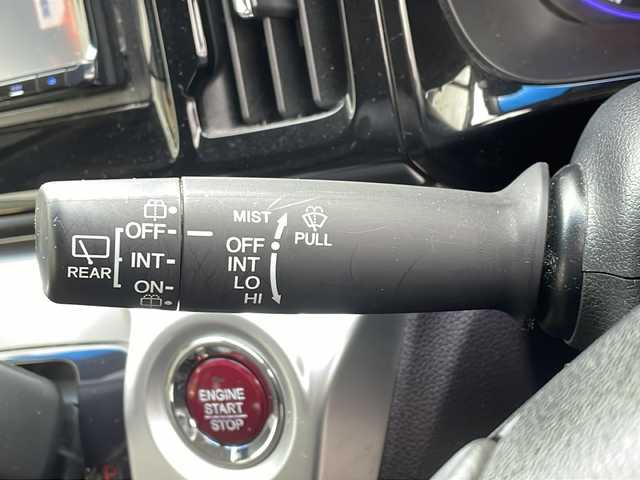 MIST
OFF
INT
LO
HI
PULL
REAR
OFF
INT
ON
ENGINE
START
STOP